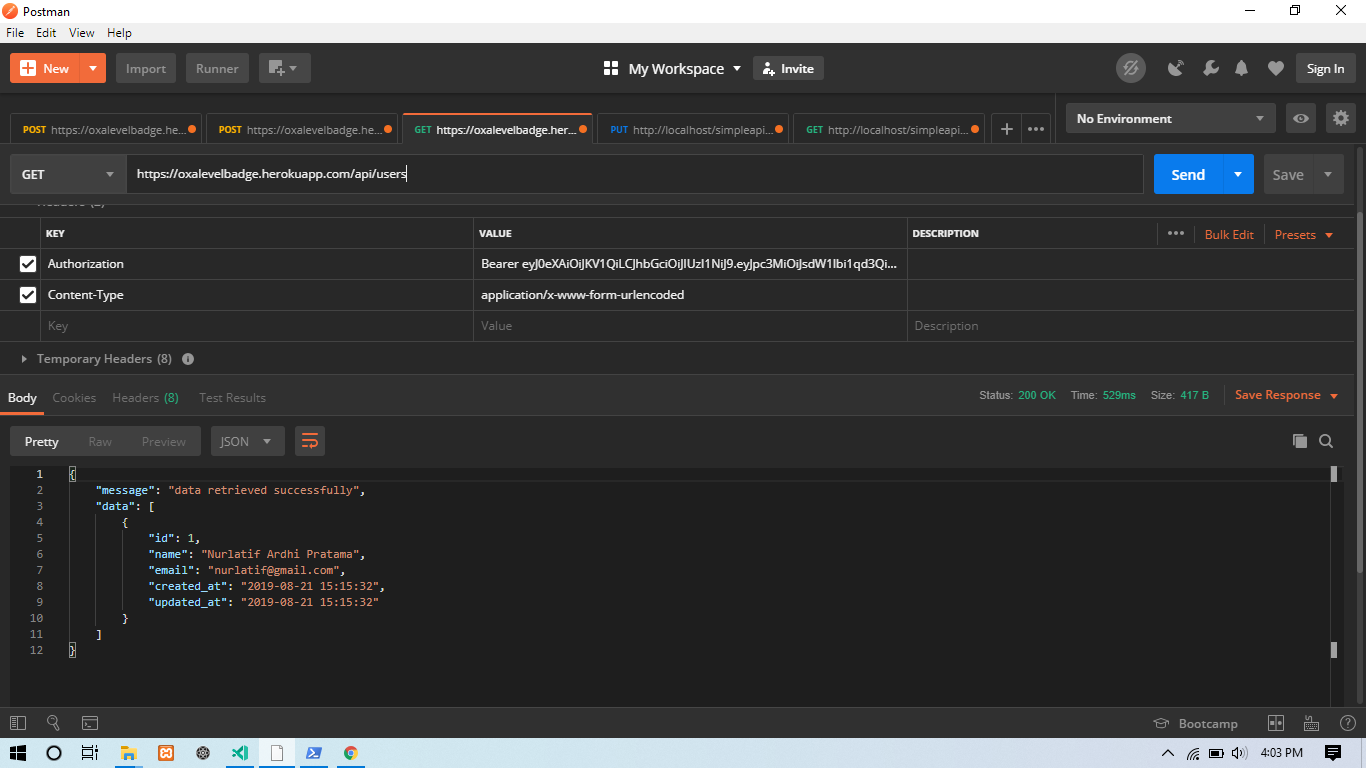 Postman
File Edit View Help
New Import Runner My Workspace Invite Sign In
POST https://oxalevelbadge.he... POST https://oxalevelbadge.he... GET https://oxalevelbadge.her... PUT http://localhost/simpleapi... GET http://localhost/simpleapi... No Environment
GET https://oxalevelbadge.herokuapp.com/api/users Send Save
KEY VALUE DESCRIPTION Bulk Edit Presets
Authorization Bearer eyJ0eXAiOiJKV1QiLCJhbGciOiJIUzI1NiJ9.eyJpc3MiOiJsdW1lbi1qd3Qi...
Content-Type application/x-www-form-urlencoded
Key Value Description
Temporary Headers (8)
Body Cookies Headers (8) Test Results Status: 200 OK Time: 529ms Size: 417 B Save Response
Pretty Raw Preview JSON
1 {
2 "message": "data retrieved successfully",
3 "data": [
4 {
5 "id": 1,
6 "name": "Nurlatif Ardhi Pratama",
7 "email": "nurlatif@gmail.com",
8 "created_at": "2019-08-21 15:15:32",
9 "updated_at": "2019-08-21 15:15:32"
10 }
11 ]
12 }
Bootcamp
4:03 PM